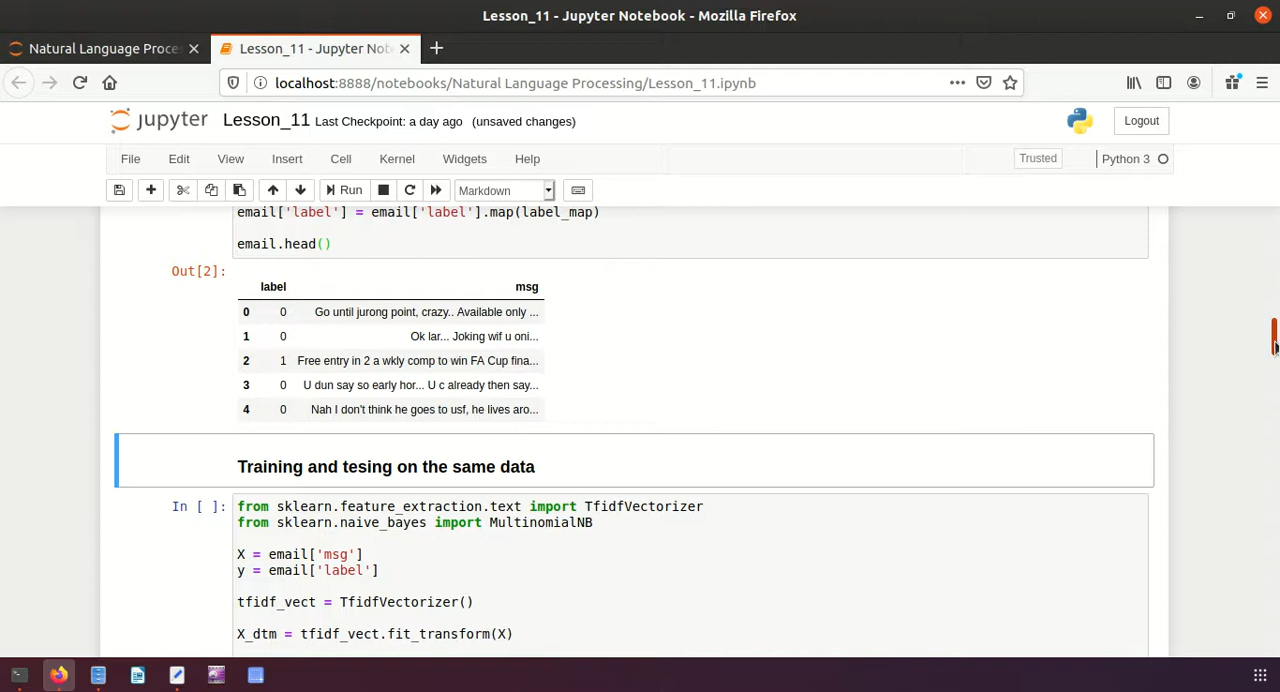 Lesson_11 - Jupyter Notebook - Mozilla Firefox
Natural Language Proce
Lesson_11 - Jupyter Not
localhost:8888/notebooks/Natural Language Processing/Lesson_11.ipynb
jupyter Lesson_11 Last Checkpoint: a day ago (unsaved changes)
Logout
File Edit View Insert Cell Kernel Widgets Help
Trusted
Python 3
Run
Markdown
email['label'] = email['label'].map(label_map)
email.head()
Out[2]:
label msg
0 0 Go until jurong point, crazy.. Available only ...
1 0 Ok lar... Joking wif u oni...
2 1 Free entry in 2 a wkly comp to win FA Cup fina...
3 0 U dun say so early hor... U c already then say...
4 0 Nah I don't think he goes to usf, he lives aro...
Training and tesing on the same data
In [ ]: from sklearn.feature_extraction.text import TfidfVectorizer
from sklearn.naive_bayes import MultinomialNB
X = email['msg']
y = email['label']
tfidf_vect = TfidfVectorizer()
X_dtm = tfidf_vect.fit_transform(X)